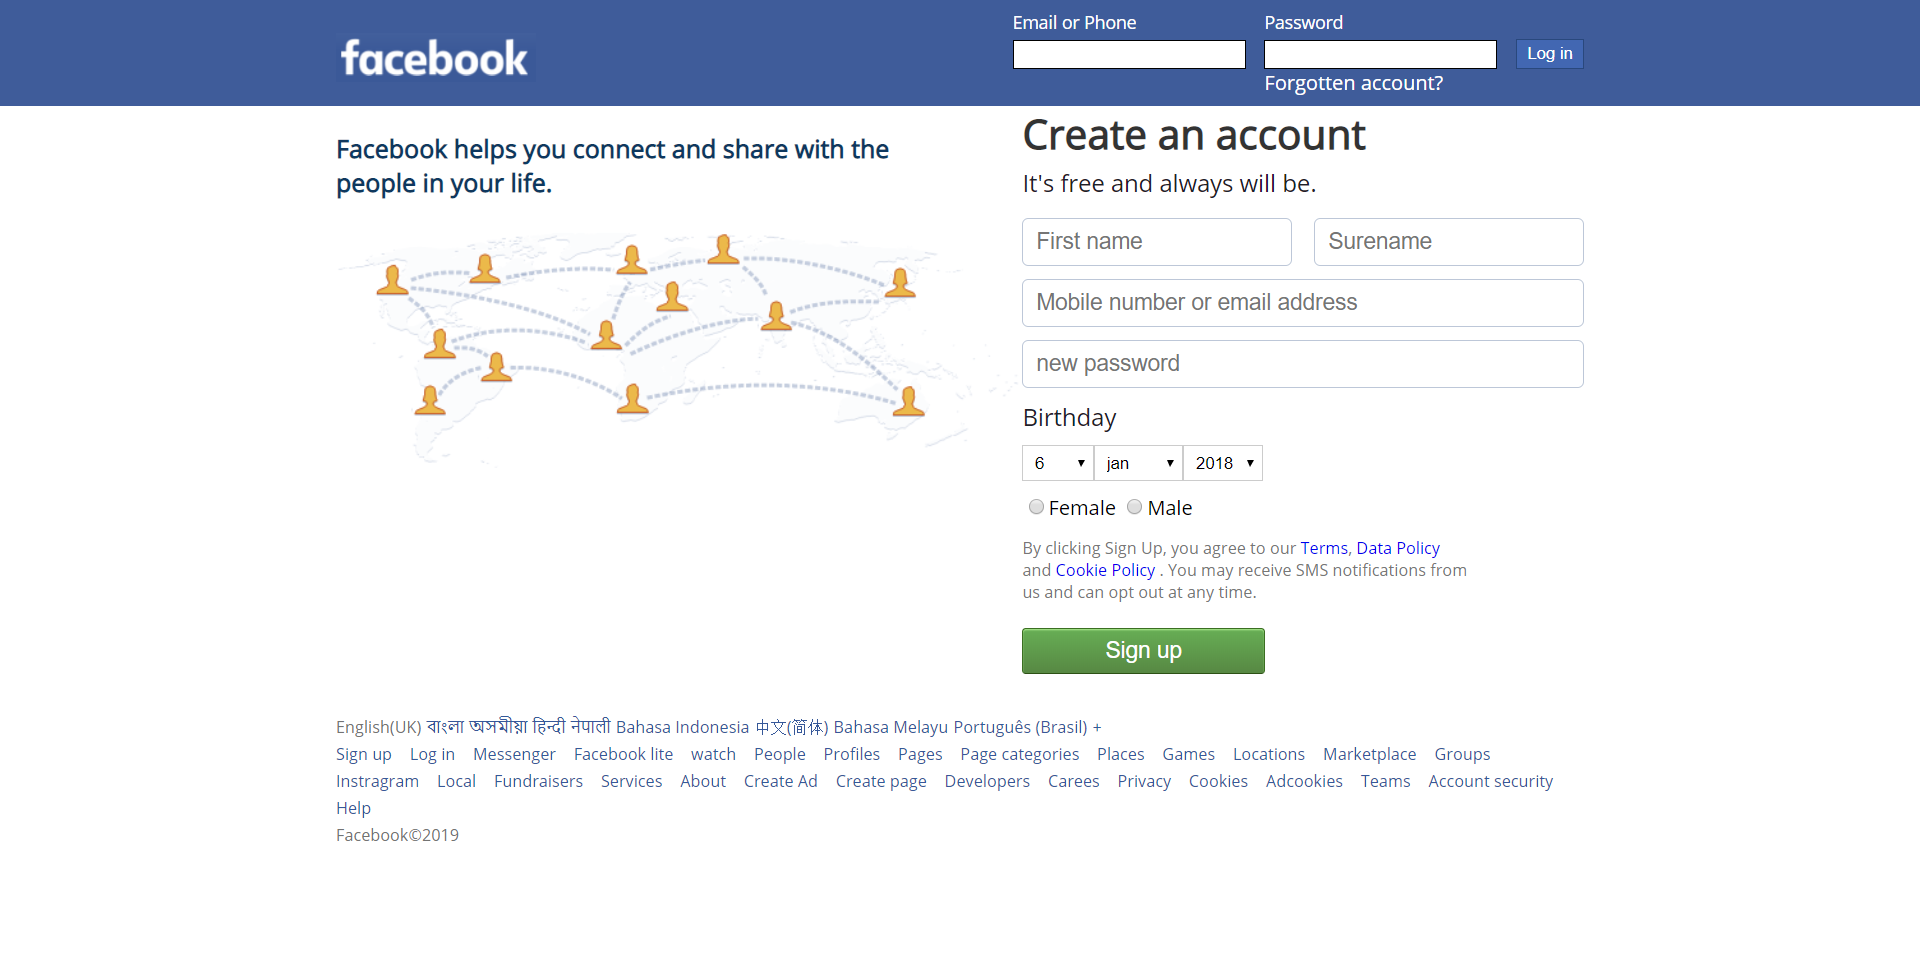 Email or Phone Password
facebook
Log in
Forgotten account?
Facebook helps you connect and share with the
people in your life.
Create an account
It's free and always will be.
First name Surename
Mobile number or email address
new password
Birthday
6 jan 2018
Female Male
By clicking Sign Up, you agree to our Terms, Data Policy
and Cookie Policy . You may receive SMS notifications from
us and can opt out at any time.
Sign up
English(UK) বাংলা অসমীয়া हिन्दी नेपाली Bahasa Indonesia 中文(简体) Bahasa Melayu Português (Brasil) +
Sign up Log in Messenger Facebook lite watch People Profiles Pages Page categories Places Games Locations Marketplace Groups
Instragram Local Fundraisers Services About Create Ad Create page Developers Carees Privacy Cookies Adcookies Teams Account security
Help
Facebook©2019